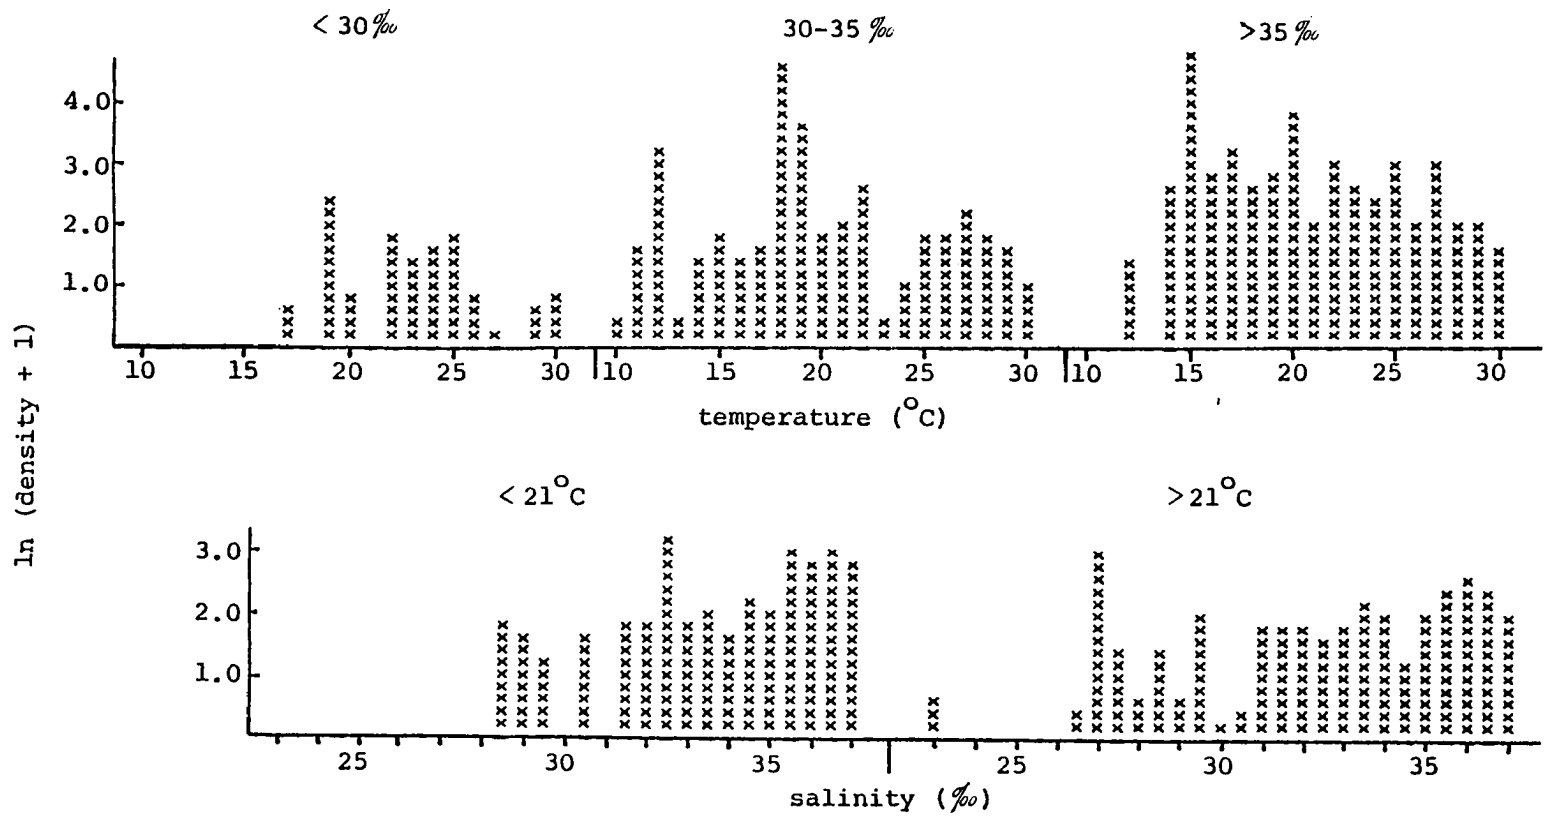 < 30 ‰ 30-35 ‰ >35 ‰
4.0
3.0
2.0
1.0
10 15 20 25 30 10 15 20 25 30 10 15 20 25 30
temperature (°C)
ln (density + 1)
< 21°C >21°C
3.0
2.0
1.0
25 30 35 25 30 35
salinity (‰)